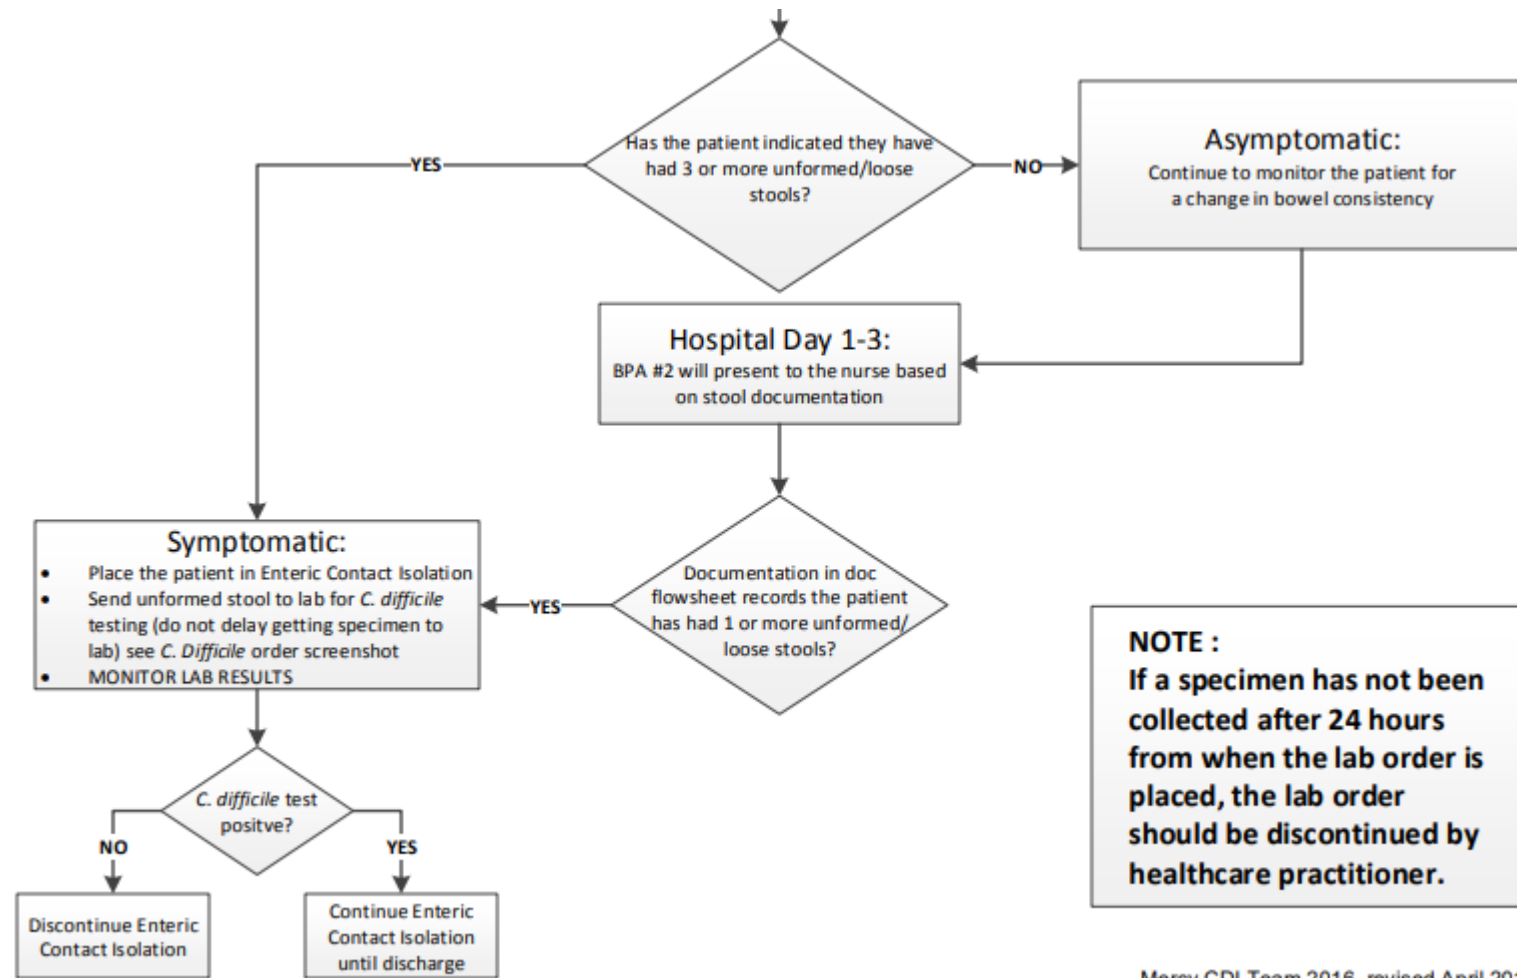 Has the patient indicated they have
had 3 or more unformed/loose
stools?
YES
NO
Asymptomatic:
Continue to monitor the patient for
a change in bowel consistency
Hospital Day 1-3:
BPA #2 will present to the nurse based
on stool documentation
Documentation in doc
flowsheet records the patient
has had 1 or more unformed/
loose stools?
YES
Symptomatic:
• Place the patient in Enteric Contact Isolation
• Send unformed stool to lab for C. difficile
testing (do not delay getting specimen to
lab) see C. Difficile order screenshot
• MONITOR LAB RESULTS
C. difficile test
positve?
NO
YES
Discontinue Enteric
Contact Isolation
Continue Enteric
Contact Isolation
until discharge
NOTE :
If a specimen has not been
collected after 24 hours
from when the lab order is
placed, the lab order
should be discontinued by
healthcare practitioner.
Mercy CDI Team 2016, revised April